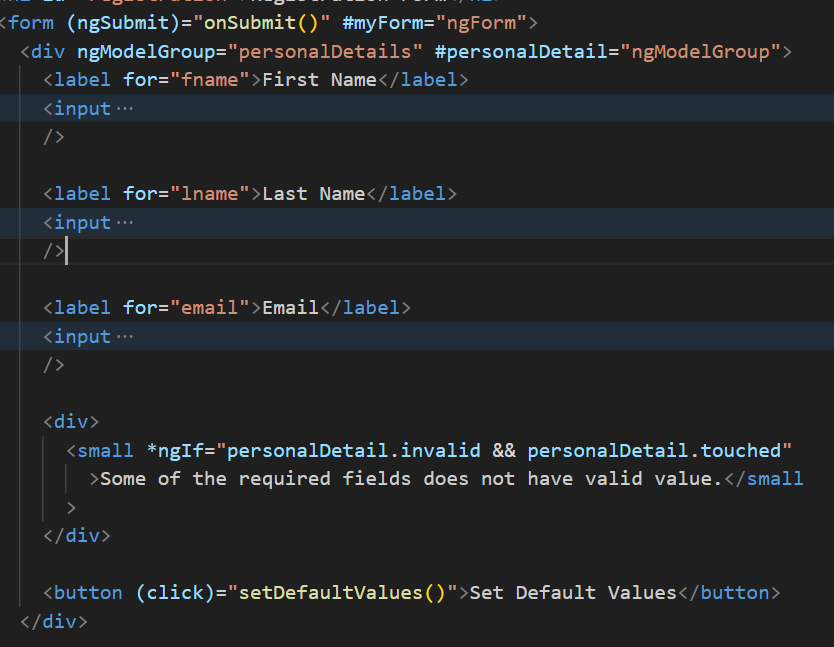 <form (ngSubmit)="onSubmit()" #myForm="ngForm">
<div ngModelGroup="personalDetails" #personalDetail="ngModelGroup">
<label for="fname">First Name</label>
<input ···
/>
<label for="lname">Last Name</label>
<input ···
/>
<label for="email">Email</label>
<input ···
/>
<div>
<small *ngIf="personalDetail.invalid && personalDetail.touched"
>Some of the required fields does not have valid value.</small
>
</div>
<button (click)="setDefaultValues()">Set Default Values</button>
</div>